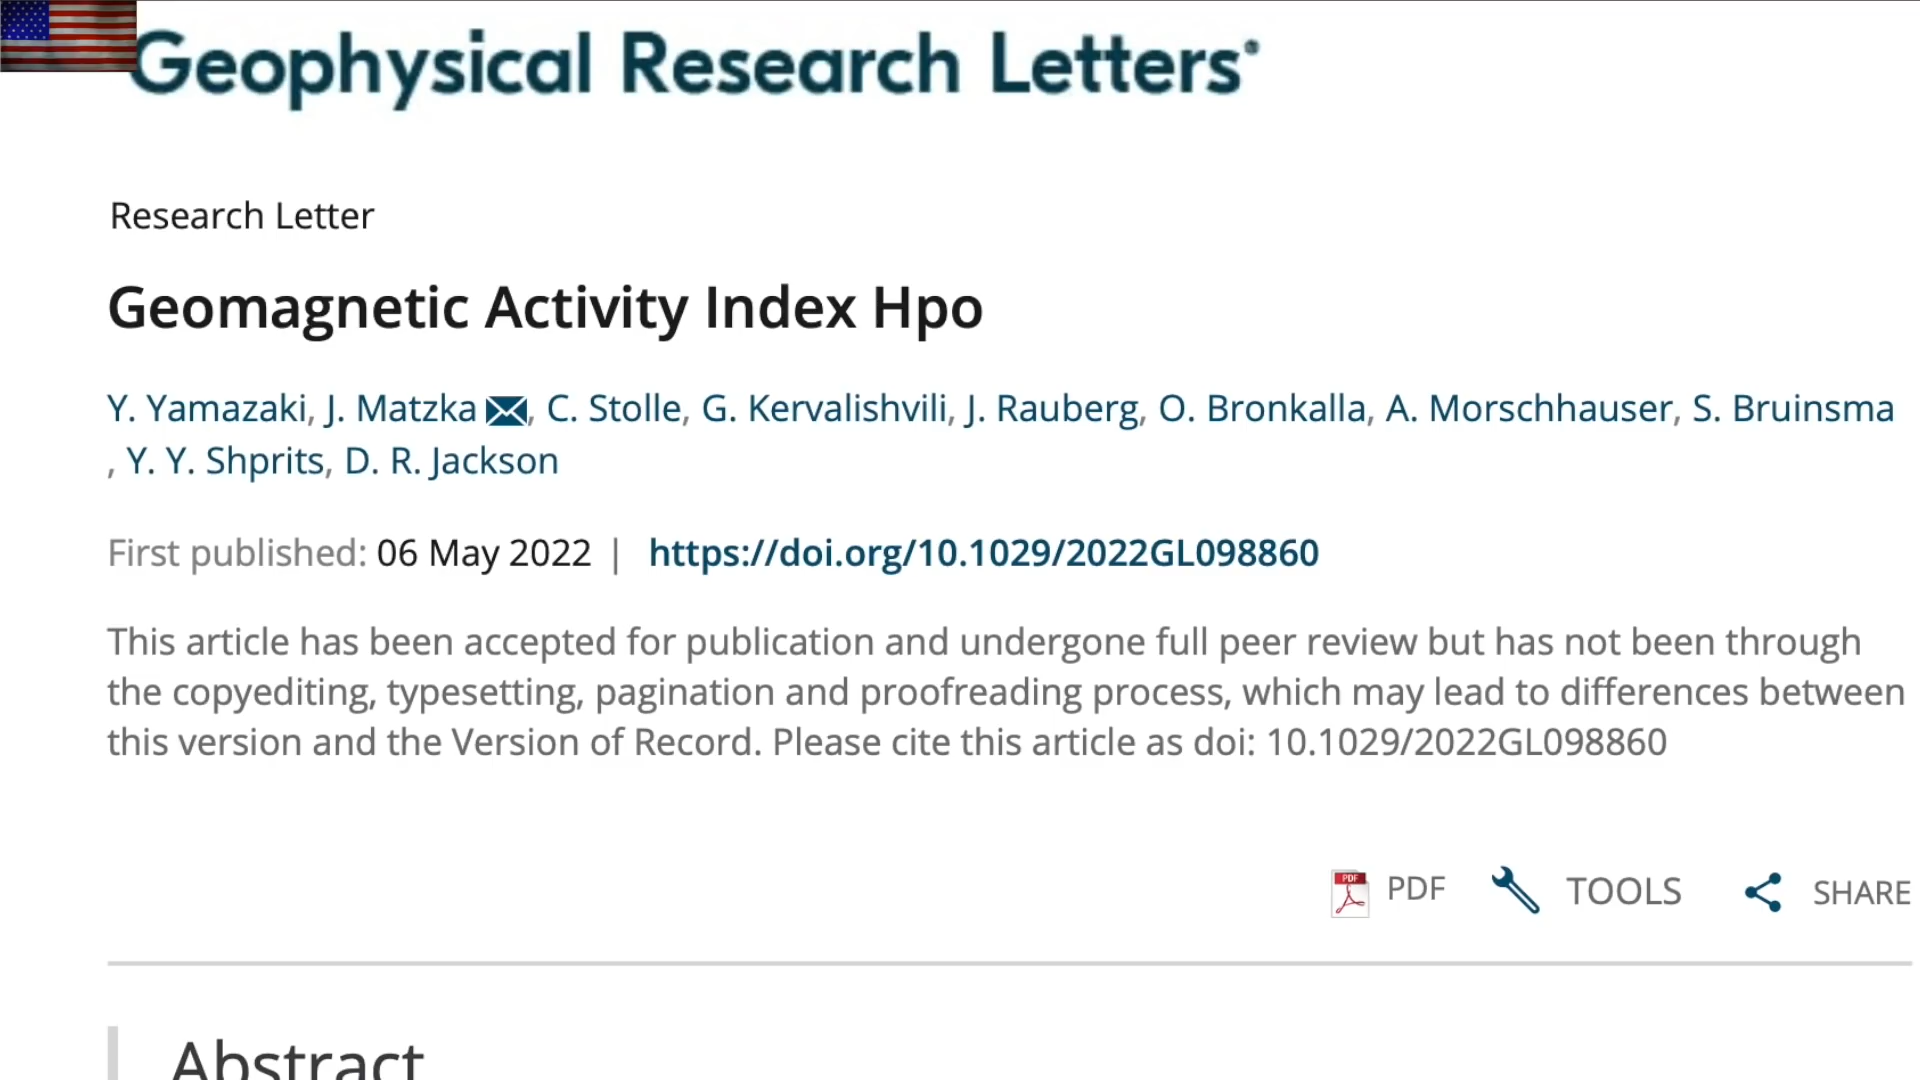 Geophysical Research Letters®
Research Letter
Geomagnetic Activity Index Hpo
Y. Yamazaki, J. Matzka , C. Stolle, G. Kervalishvili, J. Rauberg, O. Bronkalla, A. Morschhauser, S. Bruinsma
, Y. Y. Shprits, D. R. Jackson
First published: 06 May 2022 | https://doi.org/10.1029/2022GL098860
This article has been accepted for publication and undergone full peer review but has not been through
the copyediting, typesetting, pagination and proofreading process, which may lead to differences between
this version and the Version of Record. Please cite this article as doi: 10.1029/2022GL098860
PDF PDF TOOLS SHARE
Abstract